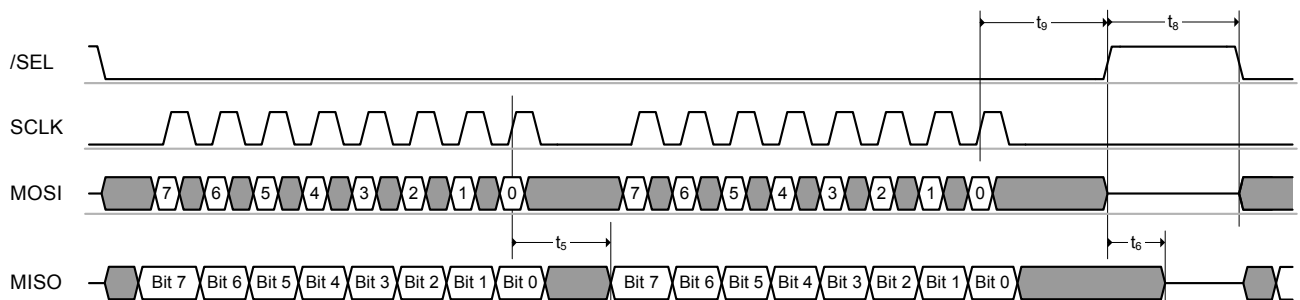 t9 t8
/SEL
SCLK
MOSI 7 6 5 4 3 2 1 0 7 6 5 4 3 2 1 0
t5 t6
MISO Bit 7 Bit 6 Bit 5 Bit 4 Bit 3 Bit 2 Bit 1 Bit 0 Bit 7 Bit 6 Bit 5 Bit 4 Bit 3 Bit 2 Bit 1 Bit 0